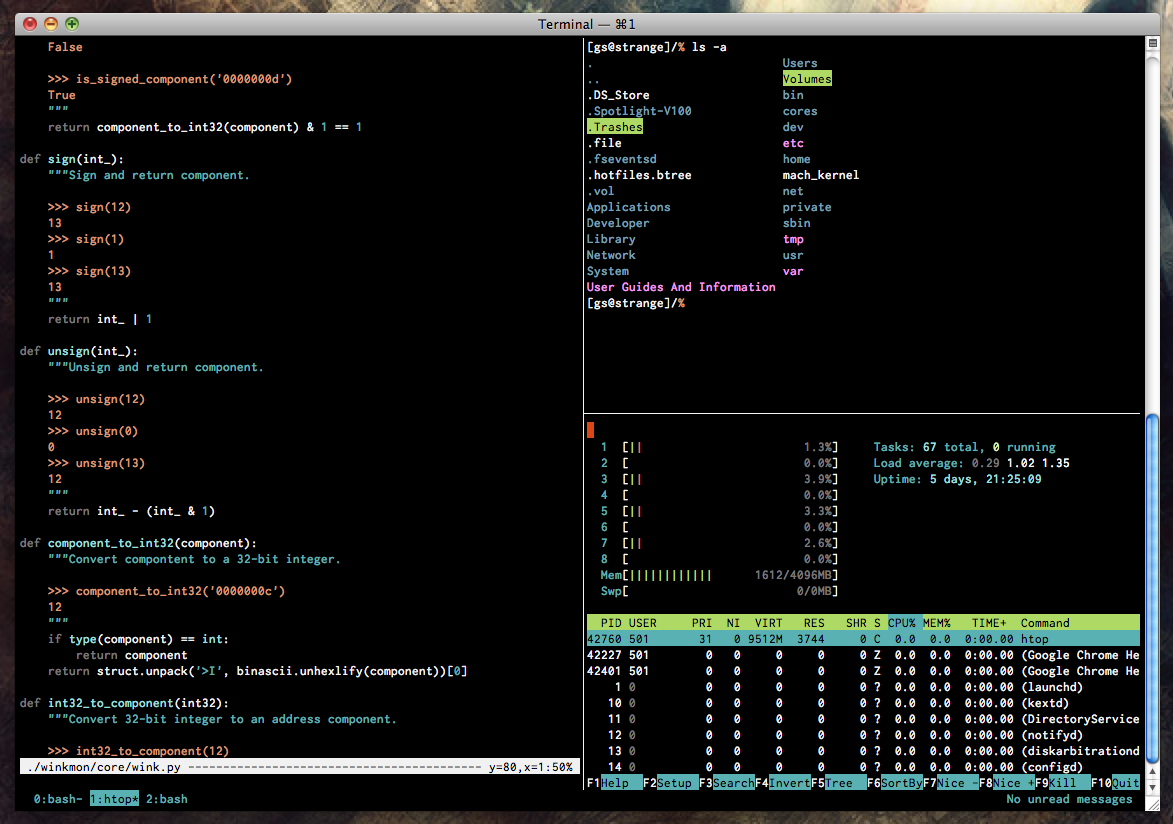 Terminal — ⌘1
False
>>> is_signed_component('0000000d')
True
"""
return component_to_int32(component) & 1 == 1
def sign(int_):
"""Sign and return component.
>>> sign(12)
13
>>> sign(1)
1
>>> sign(13)
13
"""
return int_ | 1
def unsign(int_):
"""Unsign and return component.
>>> unsign(12)
12
>>> unsign(0)
0
>>> unsign(13)
12
"""
return int_ - (int_ & 1)
def component_to_int32(component):
"""Convert compontent to a 32-bit integer.
>>> component_to_int32('0000000c')
12
"""
if type(component) == int:
return component
return struct.unpack('>I', binascii.unhexlify(component))[0]
def int32_to_component(int32):
"""Convert 32-bit integer to an address component.
>>> int32_to_component(12)
./winkmon/core/wink.py ------------------------------------------ y=80,x=1:50%
[gs@strange]/% ls -a
. Users
.. Volumes
.DS_Store bin
.Spotlight-V100 cores
.Trashes dev
.file etc
.fseventsd home
.hotfiles.btree mach_kernel
.vol net
Applications private
Developer sbin
Library tmp
Network usr
System var
User Guides And Information
[gs@strange]/%
1 [|| 1.3%] Tasks: 67 total, 0 running
2 [ 0.0%] Load average: 0.29 1.02 1.35
3 [|| 3.9%] Uptime: 5 days, 21:25:09
4 [ 0.0%]
5 [|| 3.3%]
6 [ 0.0%]
7 [|| 2.6%]
8 [ 0.0%]
Mem[|||||||||||| 1612/4096MB]
Swp[ 0/0MB]
PID USER PRI NI VIRT RES SHR S CPU% MEM% TIME+ Command
42760 501 31 0 9512M 3744 0 C 0.0 0.0 0:00.00 htop
42227 501 0 0 0 0 0 Z 0.0 0.0 0:00.00 (Google Chrome He
42401 501 0 0 0 0 0 Z 0.0 0.0 0:00.00 (Google Chrome He
1 0 0 0 0 0 0 ? 0.0 0.0 0:00.00 (launchd)
10 0 0 0 0 0 0 ? 0.0 0.0 0:00.00 (kextd)
11 0 0 0 0 0 0 ? 0.0 0.0 0:00.00 (DirectoryService
12 0 0 0 0 0 0 ? 0.0 0.0 0:00.00 (notifyd)
13 0 0 0 0 0 0 ? 0.0 0.0 0:00.00 (diskarbitrationd
14 0 0 0 0 0 0 ? 0.0 0.0 0:00.00 (configd)
F1Help F2Setup F3SearchF4InvertF5Tree F6SortByF7Nice -F8Nice +F9Kill F10Quit
0:bash- 1:htop* 2:bash No unread messages